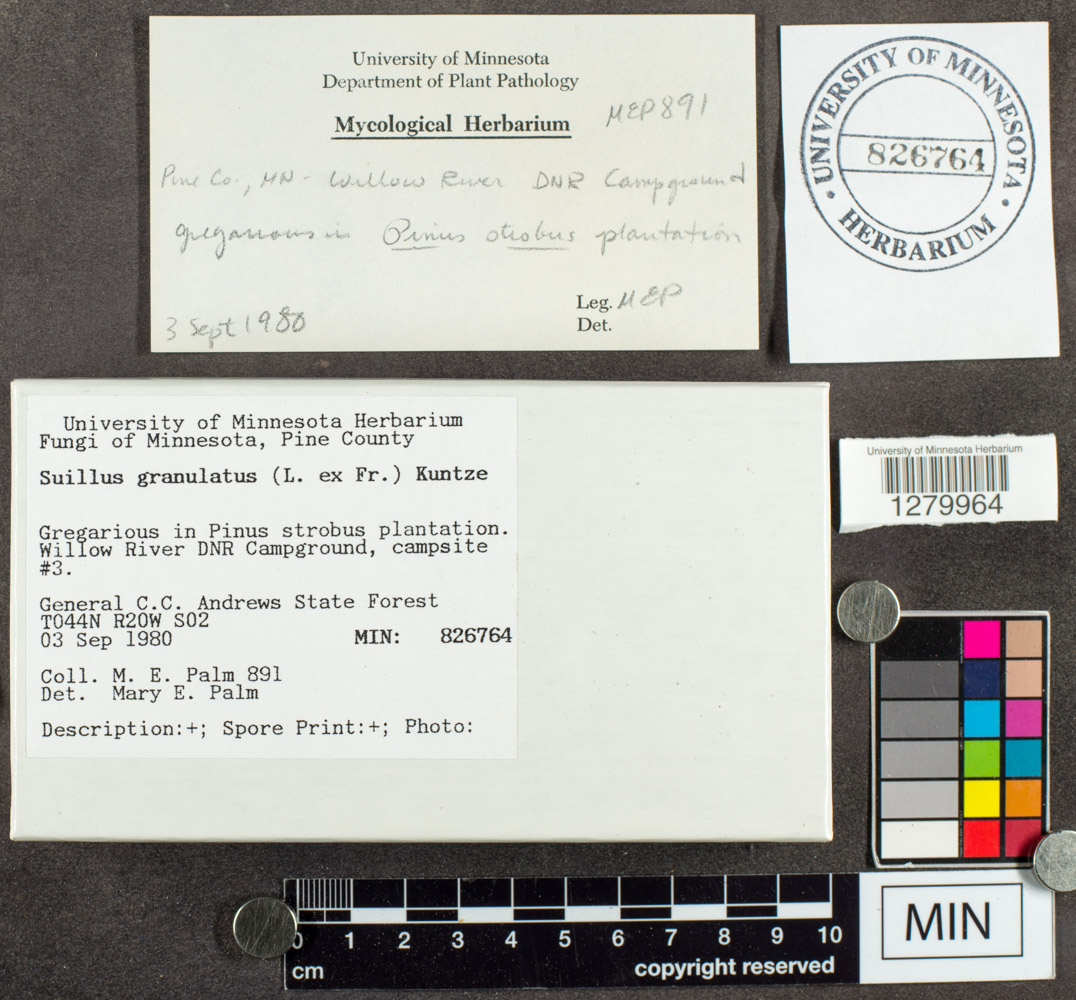 University of Minnesota
Department of Plant Pathology
Mycological Herbarium
MEP891
Pine Co., MN - Willow River DNR Campground
gregarious in Pinus strobus plantation
3 Sept 1980
Leg. MEP
Det.
UNIVERSITY OF MINNESOTA
826764
HERBARIUM
University of Minnesota Herbarium
Fungi of Minnesota, Pine County
Suillus granulatus (L. ex Fr.) Kuntze
Gregarious in Pinus strobus plantation.
Willow River DNR Campground, campsite
#3.
General C.C. Andrews State Forest
T044N R20W S02
03 Sep 1980 MIN: 826764
Coll. M. E. Palm 891
Det. Mary E. Palm
Description:+; Spore Print:+; Photo:
University of Minnesota Herbarium
1279964
0 1 2 3 4 5 6 7 8 9 10
cm copyright reserved
MIN